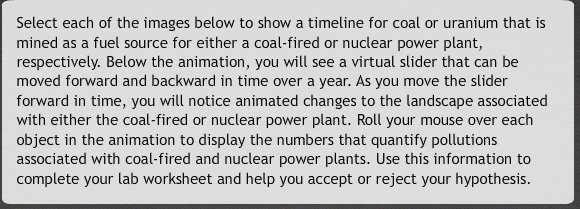 Select each of the images below to show a timeline for coal or uranium that is
mined as a fuel source for either a coal-fired or nuclear power plant,
respectively. Below the animation, you will see a virtual slider that can be
moved forward and backward in time over a year. As you move the slider
forward in time, you will notice animated changes to the landscape associated
with either the coal-fired or nuclear power plant. Roll your mouse over each
object in the animation to display the numbers that quantify pollutions
associated with coal-fired and nuclear power plants. Use this information to
complete your lab worksheet and help you accept or reject your hypothesis.